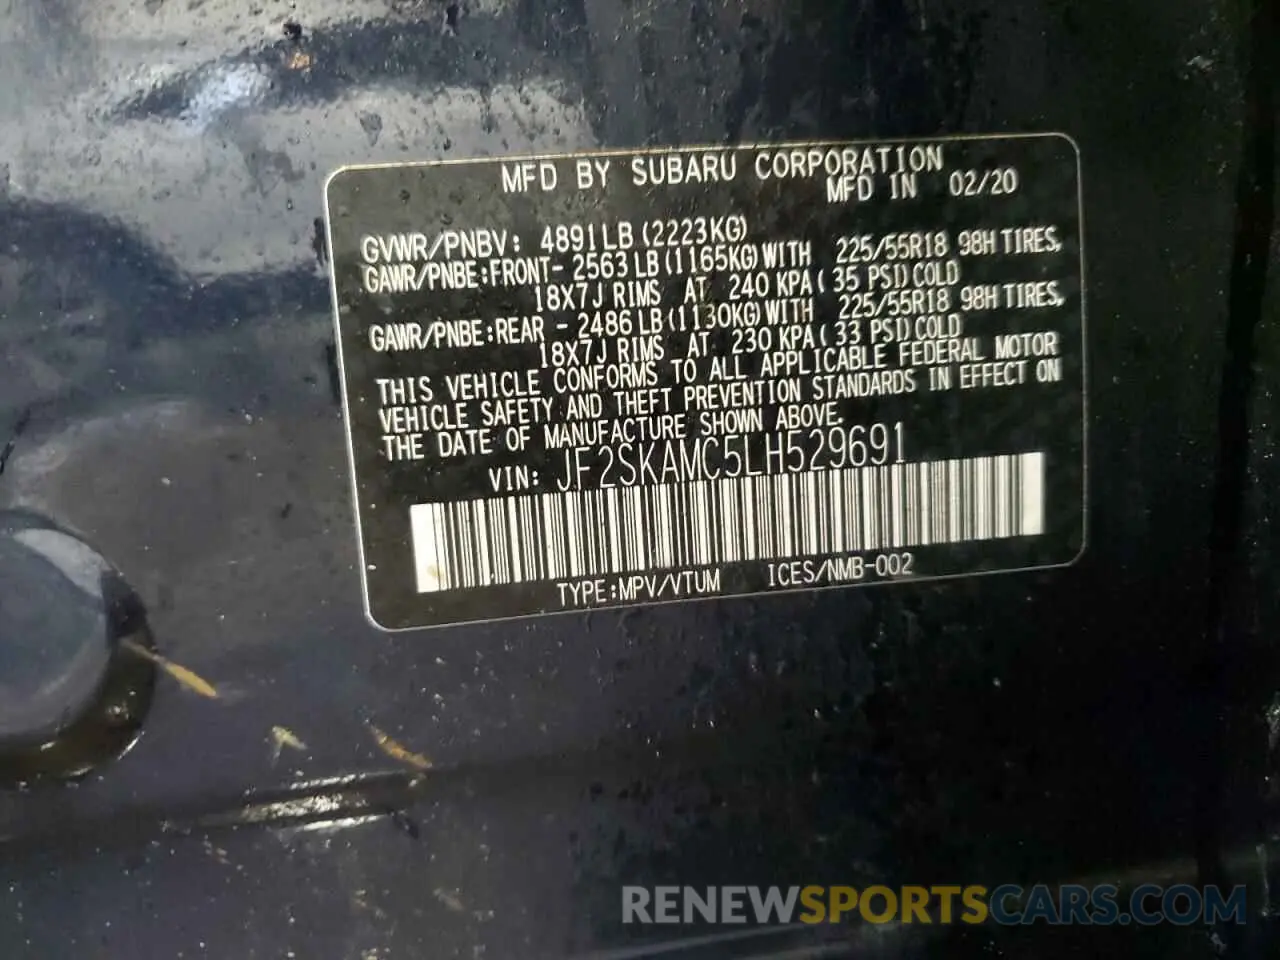 MFD BY SUBARU CORPORATION
MFD IN 02/20
GVWR/PNBV: 4891LB (2223KG)
GAWR/PNBE:FRONT- 2563LB (1165KG) WITH 225/55R18 98H TIRES,
18X7J RIMS AT 240 KPA ( 35 PSI) COLD
GAWR/PNBE:REAR - 2486LB (1130KG) WITH 225/55R18 98H TIRES,
18X7J RIMS AT 230 KPA ( 33 PSI) COLD
THIS VEHICLE CONFORMS TO ALL APPLICABLE FEDERAL MOTOR
VEHICLE SAFETY AND THEFT PREVENTION STANDARDS IN EFFECT ON
THE DATE OF MANUFACTURE SHOWN ABOVE.
VIN: JF2SKAMC5LH529691
TYPE:MPV/VTUM ICES/NMB-002
RENEWSPORTSCARS.COM